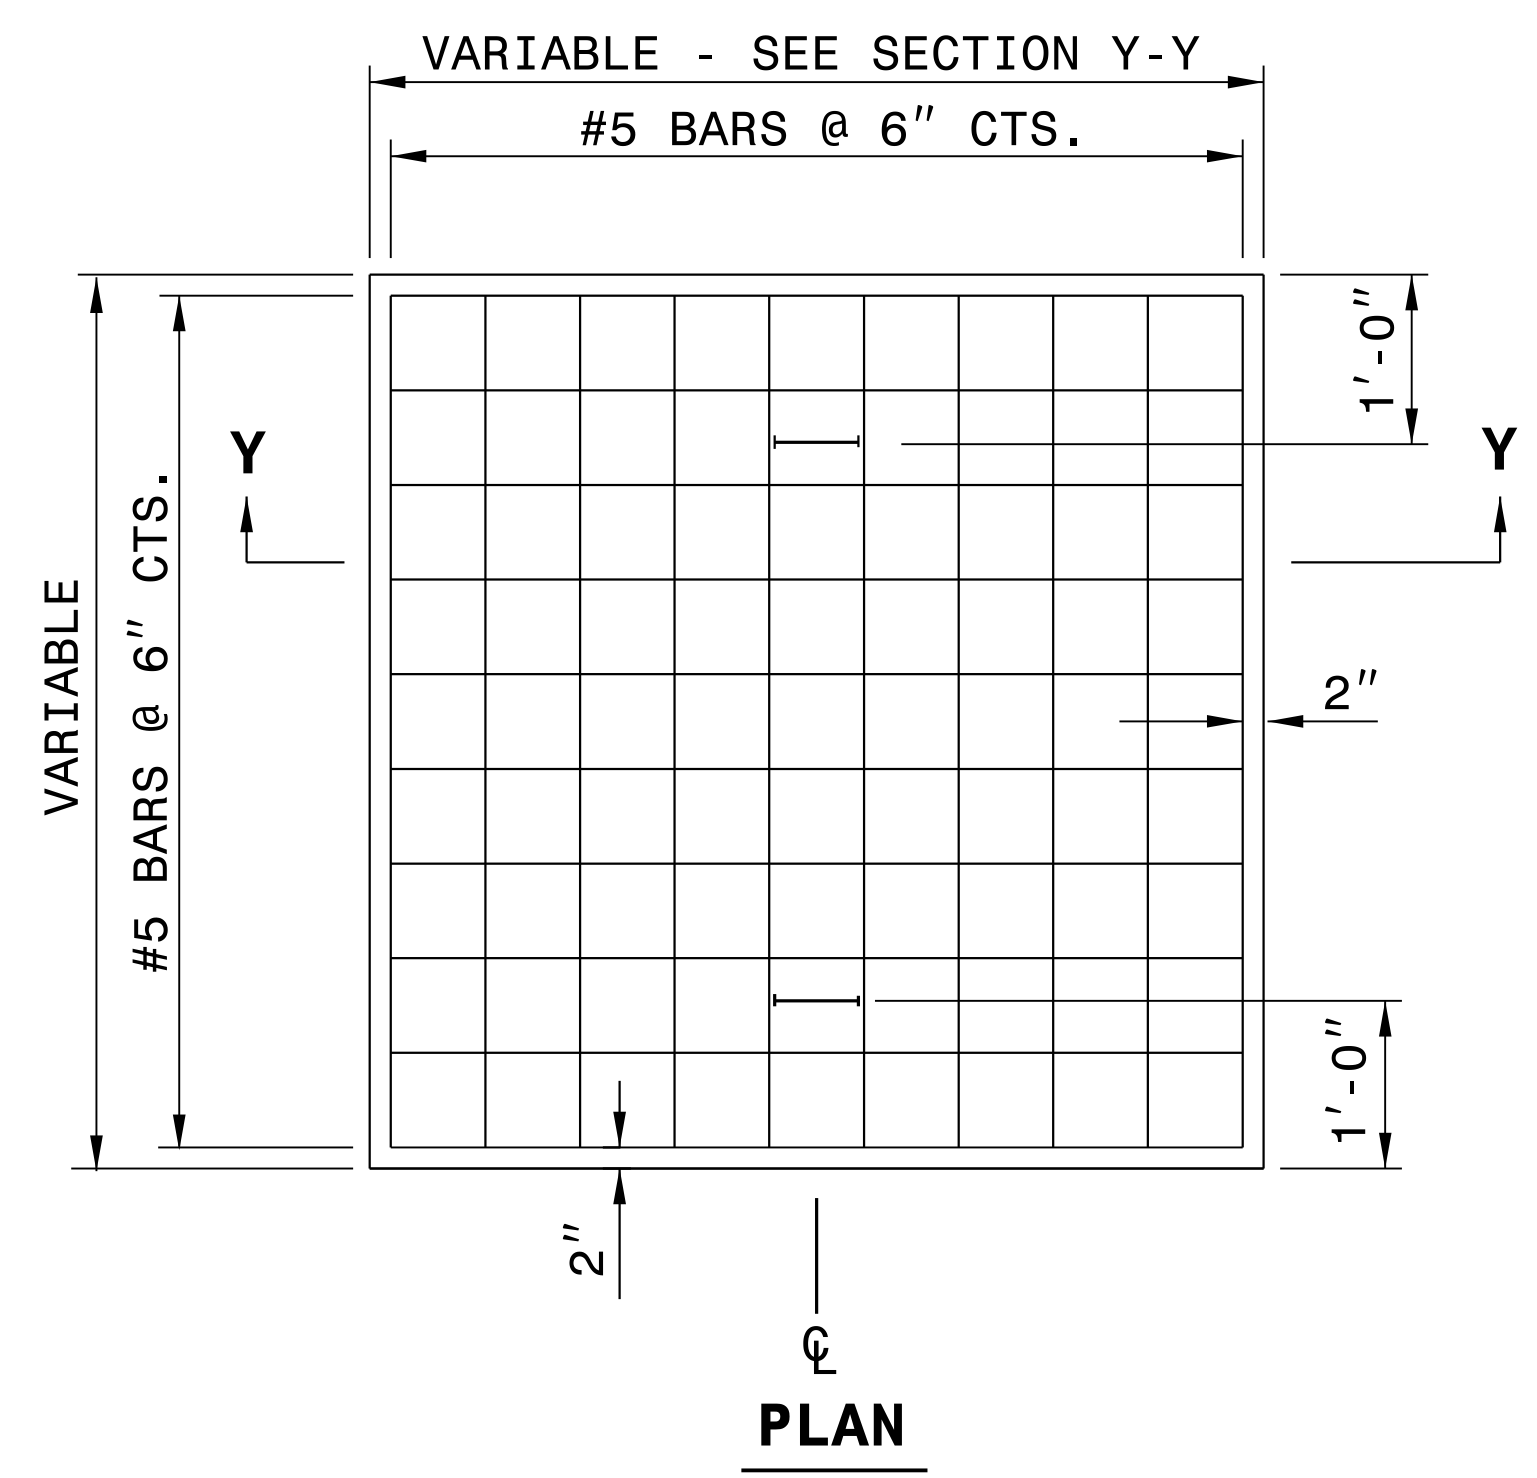 VARIABLE - SEE SECTION Y-Y
#5 BARS @ 6" CTS.
1'-0"
Y
Y
VARIABLE
#5 BARS @ 6" CTS.
2"
1'-0"
2"
℄
PLAN